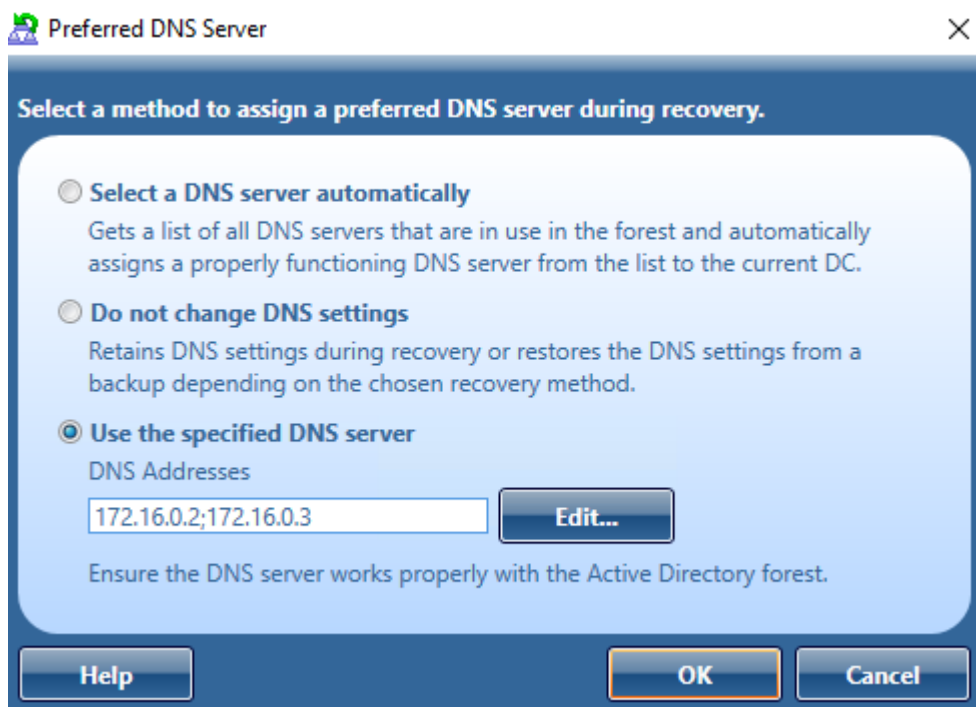 Preferred DNS Server
Select a method to assign a preferred DNS server during recovery.
Select a DNS server automatically
Gets a list of all DNS servers that are in use in the forest and automatically
assigns a properly functioning DNS server from the list to the current DC.
Do not change DNS settings
Retains DNS settings during recovery or restores the DNS settings from a
backup depending on the chosen recovery method.
Use the specified DNS server
DNS Addresses
172.16.0.2;172.16.0.3
Edit...
Ensure the DNS server works properly with the Active Directory forest.
Help
OK
Cancel